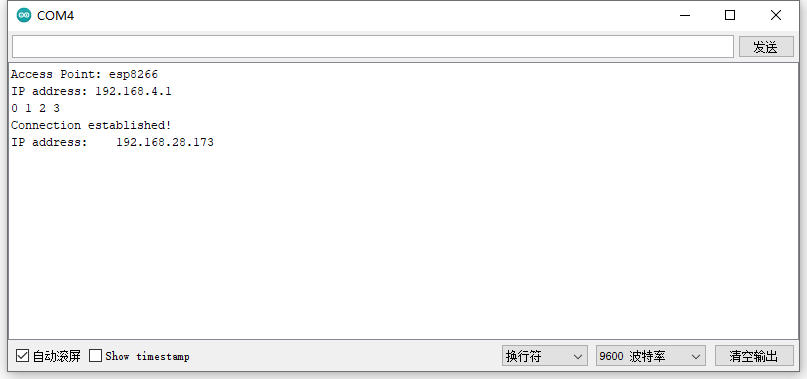 COM4
发送
Access Point: esp8266
IP address: 192.168.4.1
0 1 2 3
Connection established!
IP address:    192.168.28.173
自动滚屏 Show timestamp 换行符 9600 波特率 清空输出